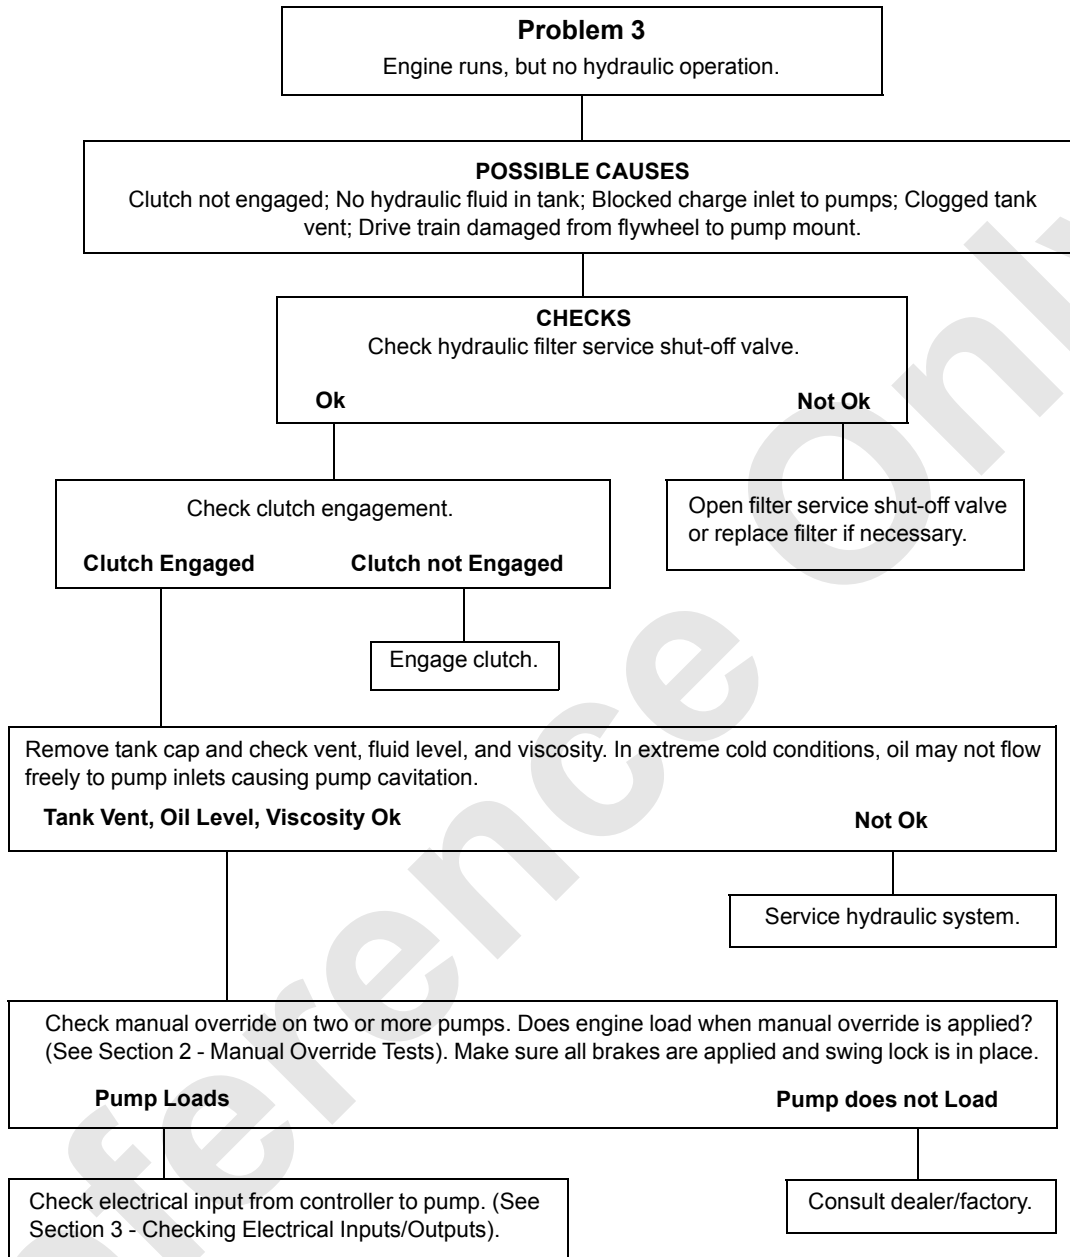 Problem 3
Engine runs, but no hydraulic operation.
POSSIBLE CAUSES
Clutch not engaged; No hydraulic fluid in tank; Blocked charge inlet to pumps; Clogged tank
vent; Drive train damaged from flywheel to pump mount.
CHECKS
Check hydraulic filter service shut-off valve.
Ok
Not Ok
Check clutch engagement.
Clutch Engaged
Clutch not Engaged
Open filter service shut-off valve
or replace filter if necessary.
Engage clutch.
Remove tank cap and check vent, fluid level, and viscosity. In extreme cold conditions, oil may not flow
freely to pump inlets causing pump cavitation.
Tank Vent, Oil Level, Viscosity Ok
Not Ok
Service hydraulic system.
Check manual override on two or more pumps. Does engine load when manual override is applied?
(See Section 2 - Manual Override Tests). Make sure all brakes are applied and swing lock is in place.
Pump Loads
Pump does not Load
Check electrical input from controller to pump. (See
Section 3 - Checking Electrical Inputs/Outputs).
Consult dealer/factory.
ference Only